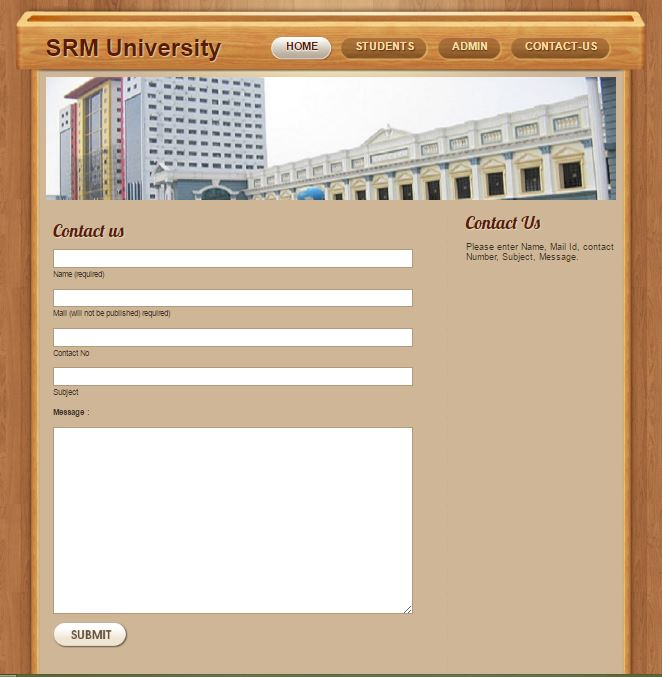 SRM University
HOME STUDENTS ADMIN CONTACT-US
Contact us
Name (required)
Mail (will not be published) required)
Contact No
Subject
Message :
SUBMIT
Contact Us
Please enter Name, Mail Id, contact
Number, Subject, Message.